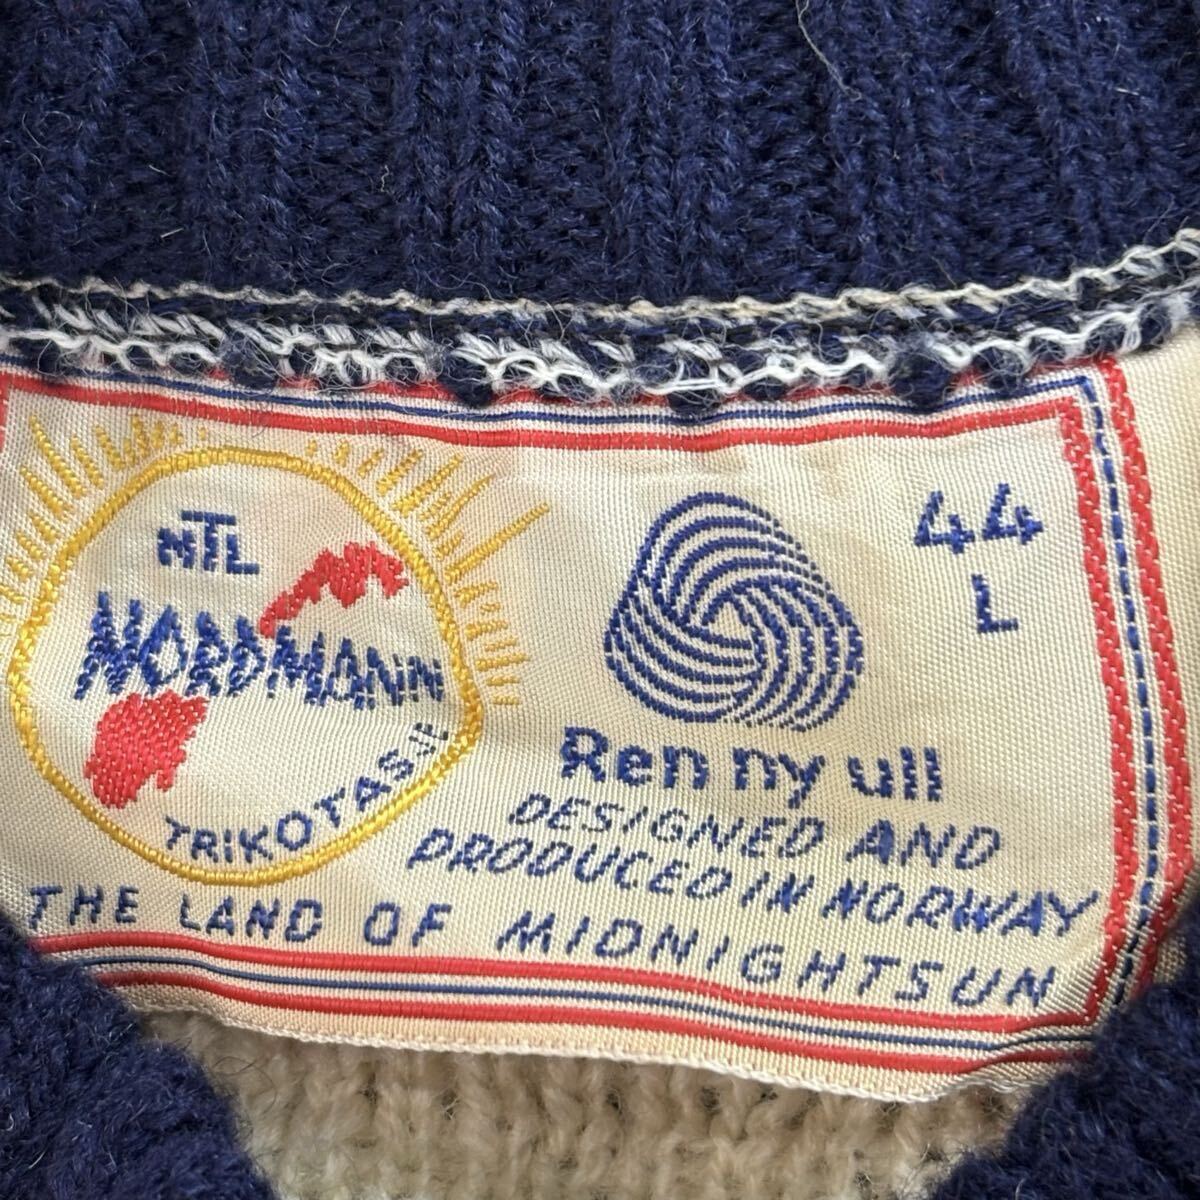 NTL
NORDMANN
TRIKOTASJE
44
L
Ren ny ull
DESIGNED AND
PRODUCED IN NORWAY
THE LAND OF MIDNIGHTSUN